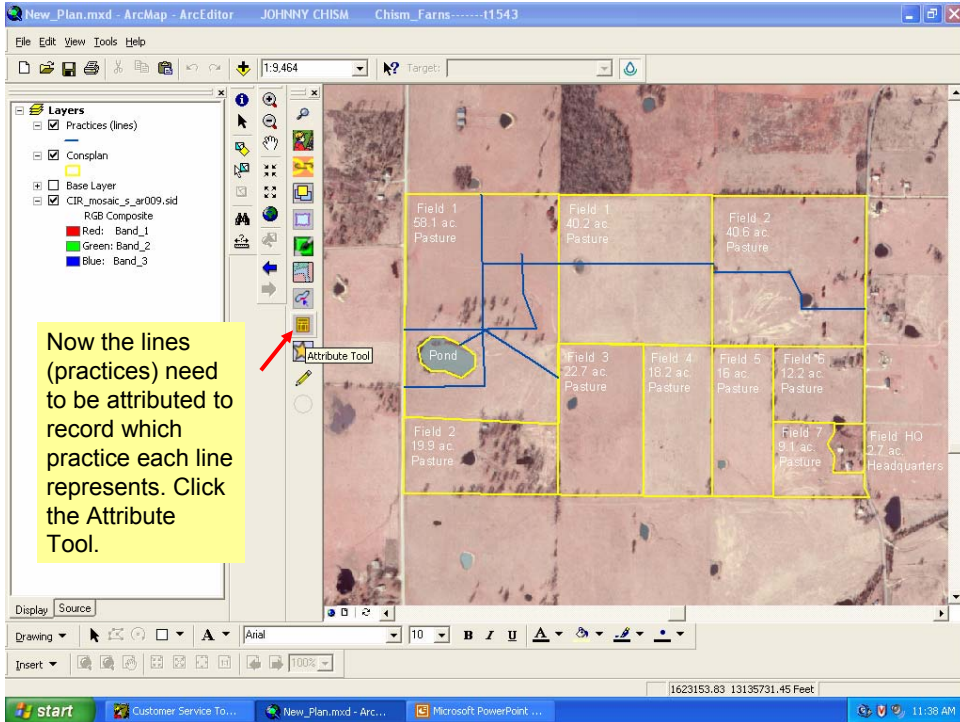 New_Plan.mxd - ArcMap - ArcEditor JOHNNY CHISM Chism_Farns-------t1543
File Edit View Tools Help
1:9,464
Target:
Layers
Practices (lines)
Consplan
Base Layer
CIR_mosaic_s_ar009.sid
RGB Composite
Red: Band_1
Green: Band_2
Blue: Band_3
Now the lines
(practices) need
to be attributed to
record which
practice each line
represents. Click
the Attribute
Tool.
Attribute Tool
Field 1
58.1 ac.
Pasture
Field 1
40.2 ac.
Pasture
Field 2
40.6 ac.
Pasture
Pond
Field 3
22.7 ac.
Pasture
Field 4
18.2 ac.
Pasture
Field 5
16 ac.
Pasture
Field 6
12.2 ac.
Pasture
Field 2
19.9 ac.
Pasture
Field 7
9.1 ac.
Pasture
Field HQ
2.7 ac.
Headquarters
Display Source
Drawing A Arial 10 B I U A
Insert 100%
1623153.83 13135731.45 Feet
start Customer Service To... New_Plan.mxd - Arc... Microsoft PowerPoint ... 11:38 AM